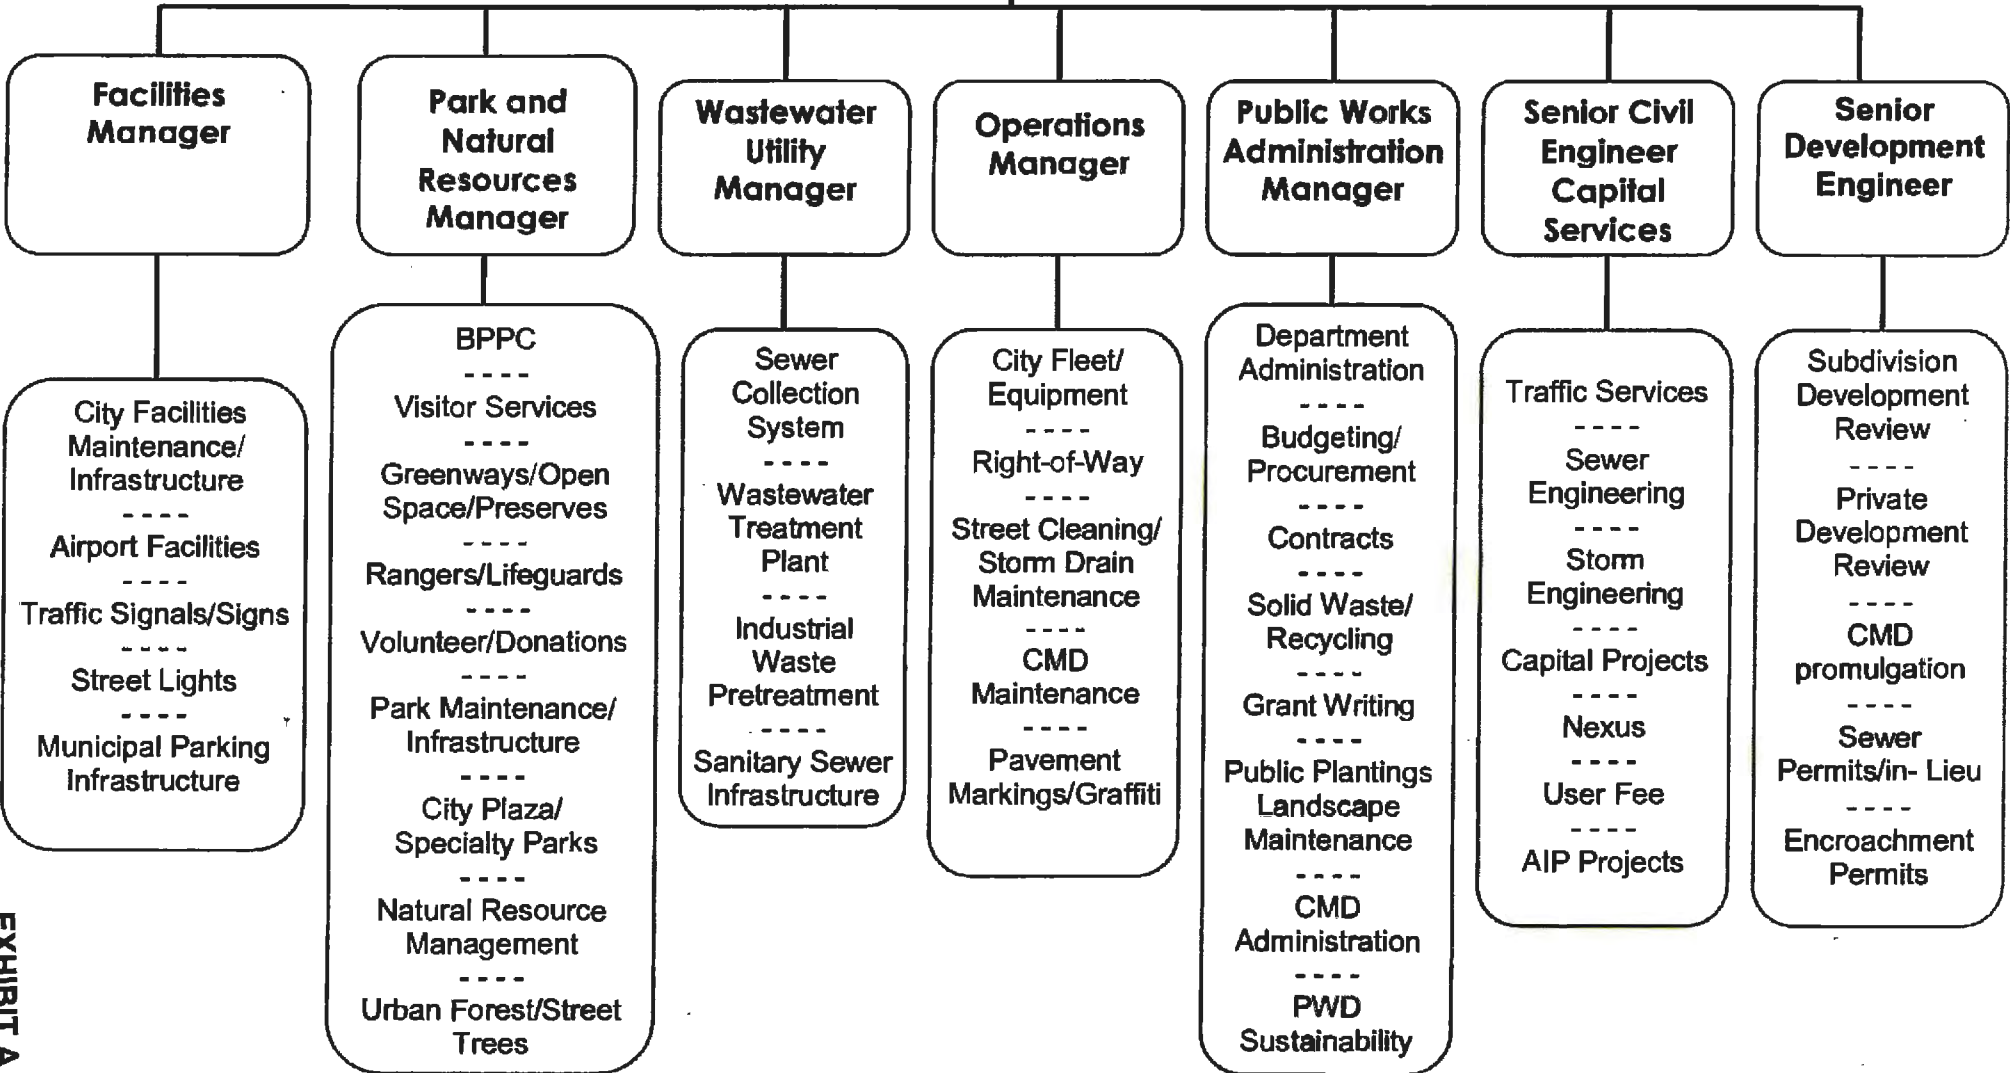 Facilities
Manager
Park and
Natural
Resources
Manager
Wastewater
Utility
Manager
Operations
Manager
Public Works
Administration
Manager
Senior Civil
Engineer
Capital
Services
Senior
Development
Engineer
City Facilities
Maintenance/
Infrastructure
- - - -
Airport Facilities
- - - -
Traffic Signals/Signs
- - - -
Street Lights
- - - -
Municipal Parking
Infrastructure
BPPC
- - - -
Visitor Services
- - - -
Greenways/Open
Space/Preserves
- - - -
Rangers/Lifeguards
- - - -
Volunteer/Donations
- - - -
Park Maintenance/
Infrastructure
- - - -
City Plaza/
Specialty Parks
- - - -
Natural Resource
Management
- - - -
Urban Forest/Street
Trees
Sewer
Collection
System
- - - -
Wastewater
Treatment
Plant
- - - -
Industrial
Waste
Pretreatment
- - - -
Sanitary Sewer
Infrastructure
City Fleet/
Equipment
- - - -
Right-of-Way
- - - -
Street Cleaning/
Storm Drain
Maintenance
- - - -
CMD
Maintenance
- - - -
Pavement
Markings/Graffiti
Department
Administration
- - - -
Budgeting/
Procurement
- - - -
Contracts
- - - -
Solid Waste/
Recycling
- - - -
Grant Writing
- - - -
Public Plantings
Landscape
Maintenance
- - - -
CMD
Administration
- - - -
PWD
Sustainability
Traffic Services
- - - -
Sewer
Engineering
- - - -
Storm
Engineering
- - - -
Capital Projects
- - - -
Nexus
- - - -
User Fee
- - - -
AIP Projects
Subdivision
Development
Review
- - - -
Private
Development
Review
- - - -
CMD
promulgation
- - - -
Sewer
Permits/in- Lieu
- - - -
Encroachment
Permits
EXHIBIT A